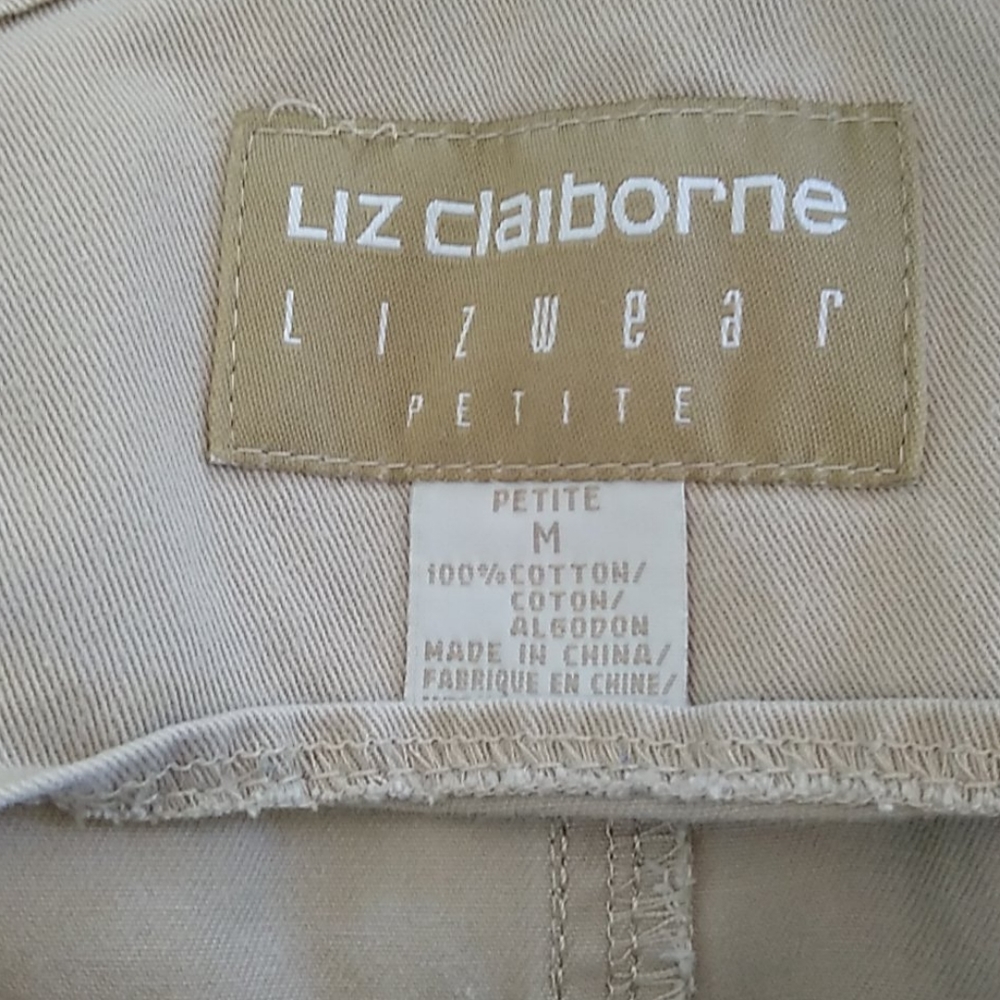 LIZ claiborne
Lizwear
PETITE
PETITE
M
100% COTTON/
COTON/
ALGODON
MADE IN CHINA/
FABRIQUE EN CHINE/